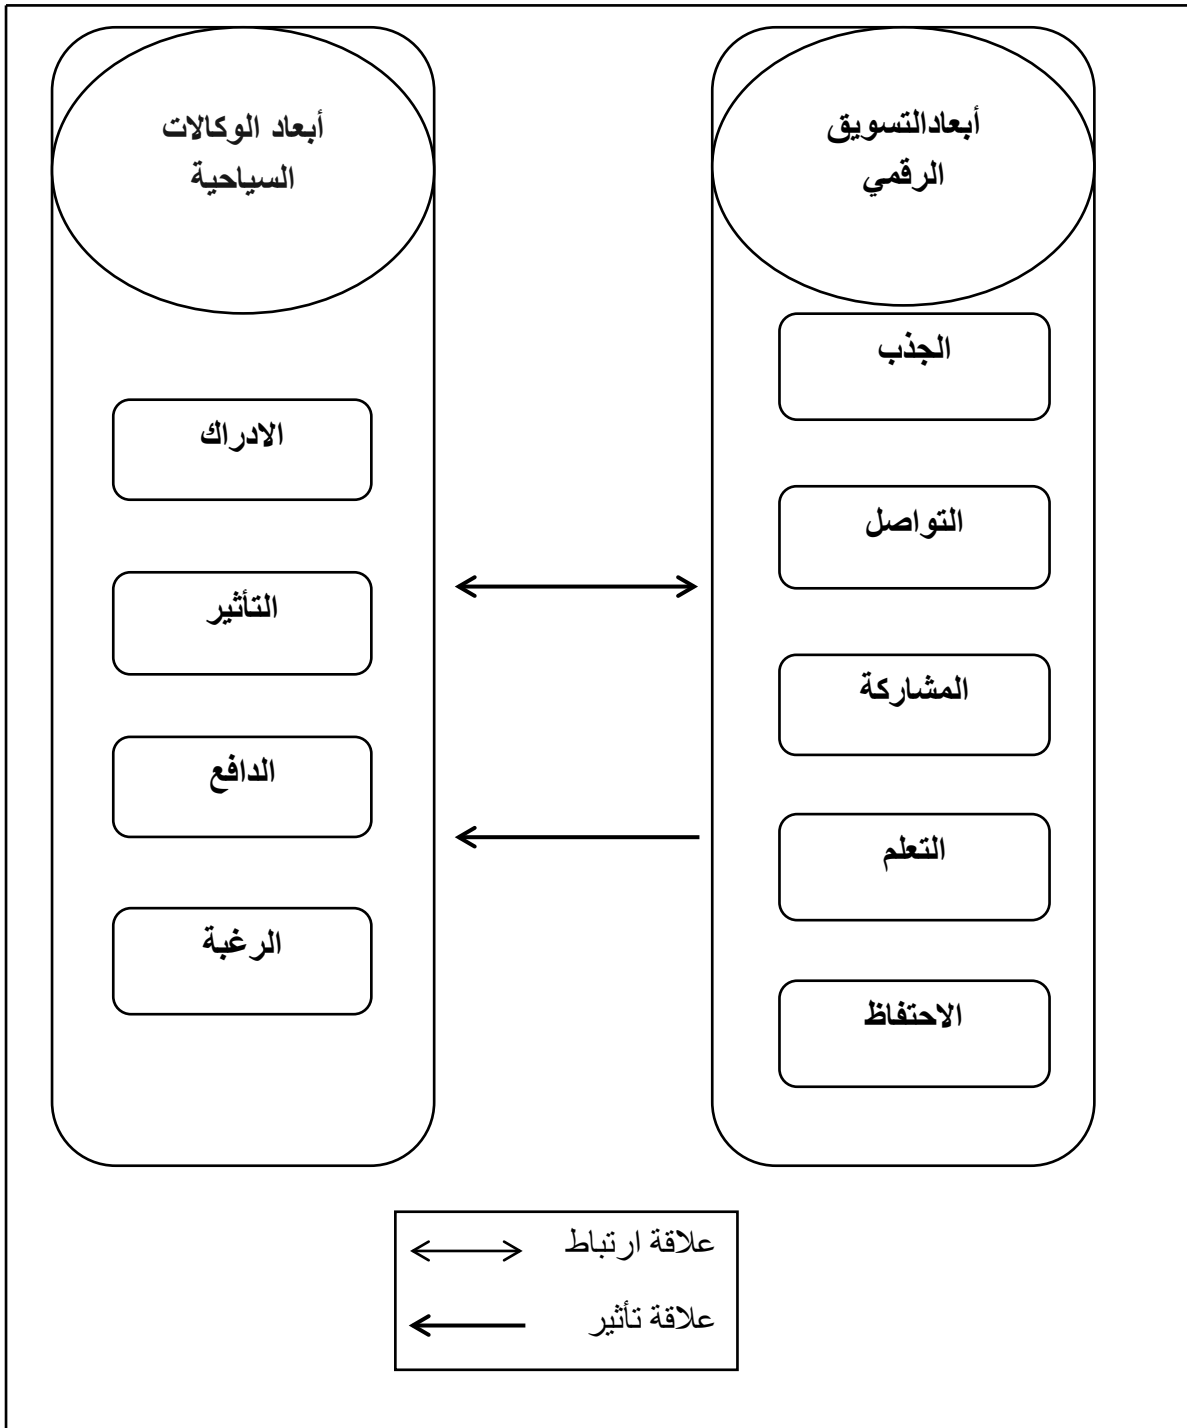 أبعادالتسويق
الرقمي
الجذب
التواصل
المشاركة
التعلم
الاحتفاظ
أبعاد الوكالات
السياحية
الادراك
التأثير
الدافع
الرغبة
علاقة ارتباط
علاقة تأثير